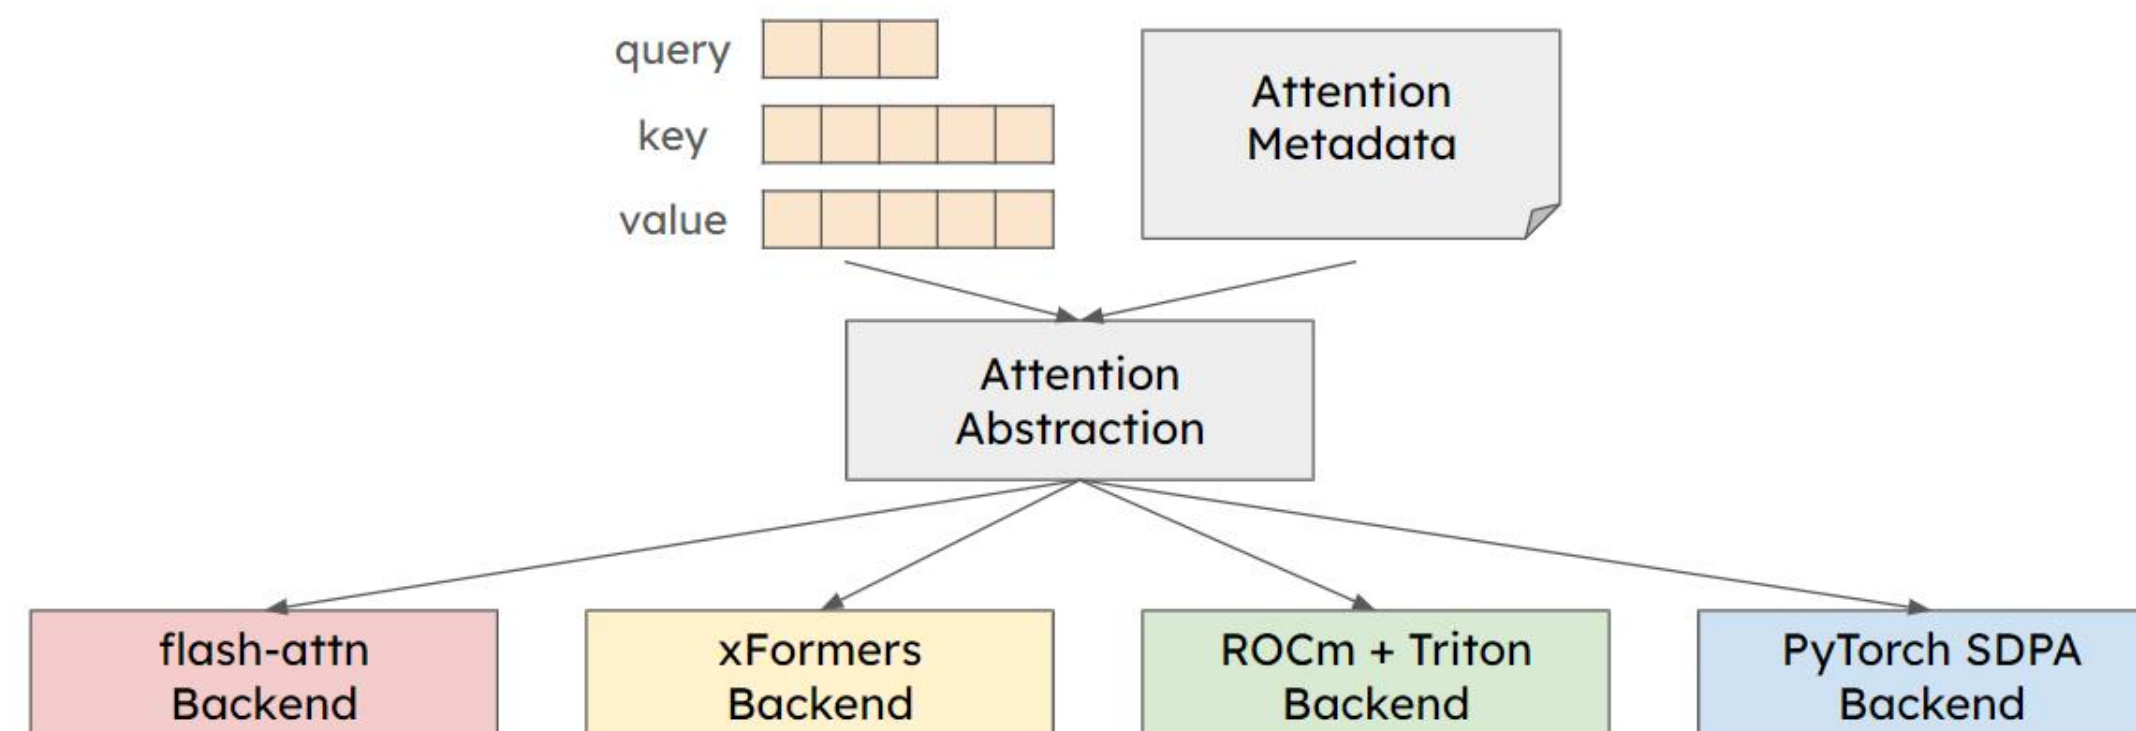 query
key
value
Attention
Metadata
Attention
Abstraction
flash-attn
Backend
xFormers
Backend
ROCm + Triton
Backend
PyTorch SDPA
Backend